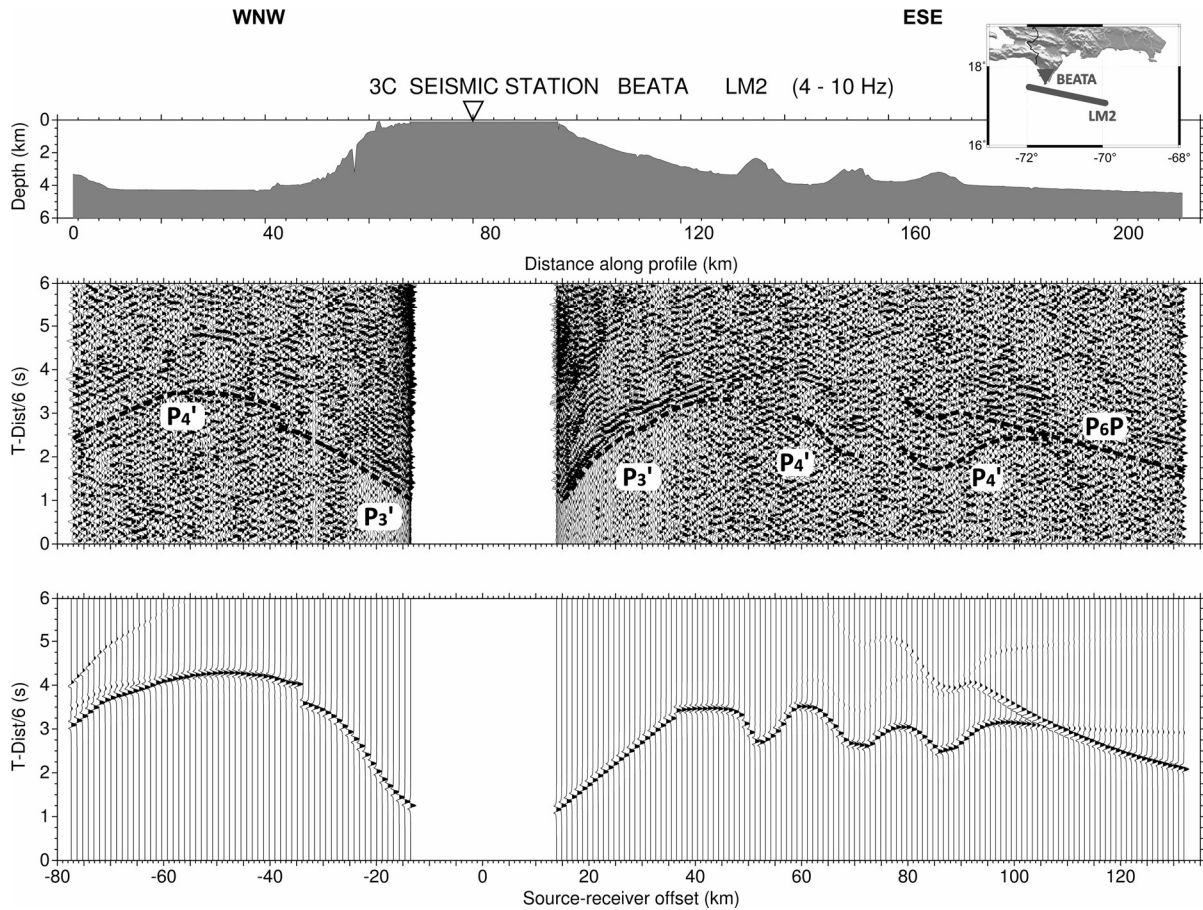 WNW
ESE
3C SEISMIC STATION BEATA LM2 (4 - 10 Hz)
18°
16°
BEATA
LM2
-72° -70° -68°
Depth (km)
0
2
4
6
0 40 80 120 160 200
Distance along profile (km)
T-Dist/6 (s)
6
5
4
3
2
1
0
P4'
P3'
P3'
P4'
P4'
P6P
T-Dist/6 (s)
6
5
4
3
2
1
0
-80 -60 -40 -20 0 20 40 60 80 100 120
Source-receiver offset (km)